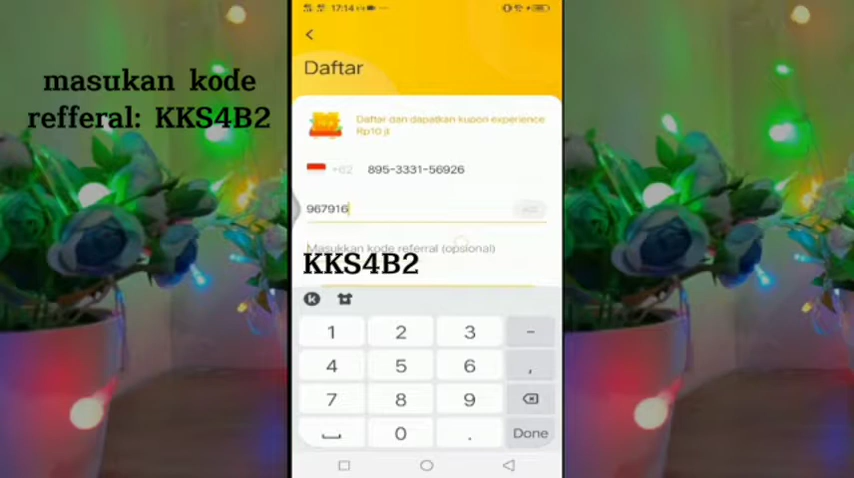 17:14
masukan kode
refferal: KKS4B2
Daftar
Daftar dan dapatkan kupon experience
Rp10 jt
+62 895-3331-56926
967916
Masukkan kode referral (opsional)
KKS4B2
1 2 3 -
4 5 6 ,
7 8 9
0 . Done